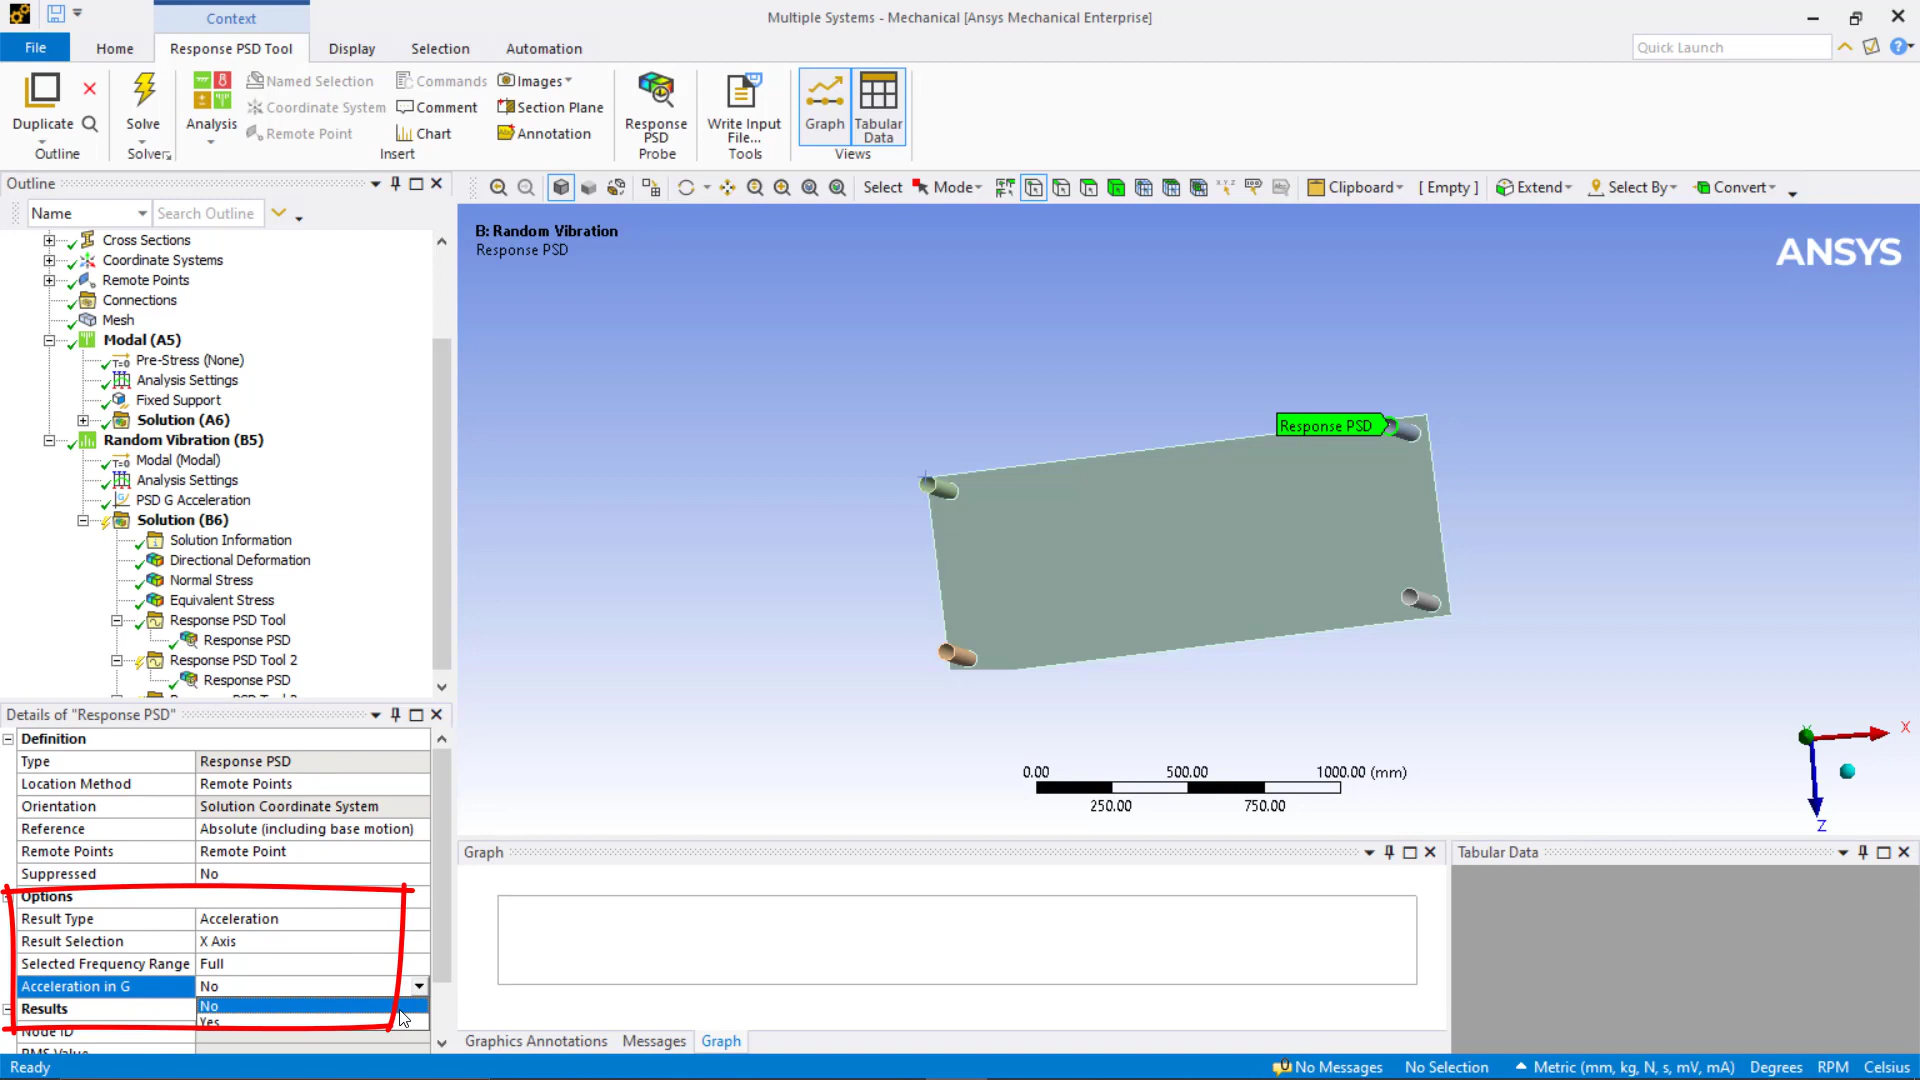 Context
Multiple Systems - Mechanical [Ansys Mechanical Enterprise]
File
Home
Response PSD Tool
Display
Selection
Automation
Quick Launch
Duplicate
Outline
Solve
Solver
Analysis
Named Selection
Coordinate System
Remote Point
Commands
Comment
Chart
Images
Section Plane
Annotation
Insert
Response
PSD
Probe
Write Input
File...
Tools
Graph
Tabular
Data
Views
Outline
Select
Mode
Clipboard
[ Empty ]
Extend
Select By
Convert
Name
Search Outline
Cross Sections
Coordinate Systems
Remote Points
Connections
Mesh
Modal (A5)
Pre-Stress (None)
Analysis Settings
Fixed Support
Solution (A6)
Random Vibration (B5)
Modal (Modal)
Analysis Settings
PSD G Acceleration
Solution (B6)
Solution Information
Directional Deformation
Normal Stress
Equivalent Stress
Response PSD Tool
Response PSD
Response PSD Tool 2
Response PSD
B: Random Vibration
Response PSD
ANSYS
Response PSD
X
Z
0.00 500.00 1000.00 (mm)
250.00 750.00
Details of "Response PSD"
Definition
Type Response PSD
Location Method Remote Points
Orientation Solution Coordinate System
Reference Absolute (including base motion)
Remote Points Remote Point
Suppressed No
Options
Result Type Acceleration
Result Selection X Axis
Selected Frequency Range Full
Acceleration in G No
No
Yes
Results
Node ID
RMS Value
Graph
Tabular Data
Graphics Annotations Messages Graph
Ready
No Messages
No Selection
Metric (mm, kg, N, s, mV, mA)
Degrees
RPM
Celsius